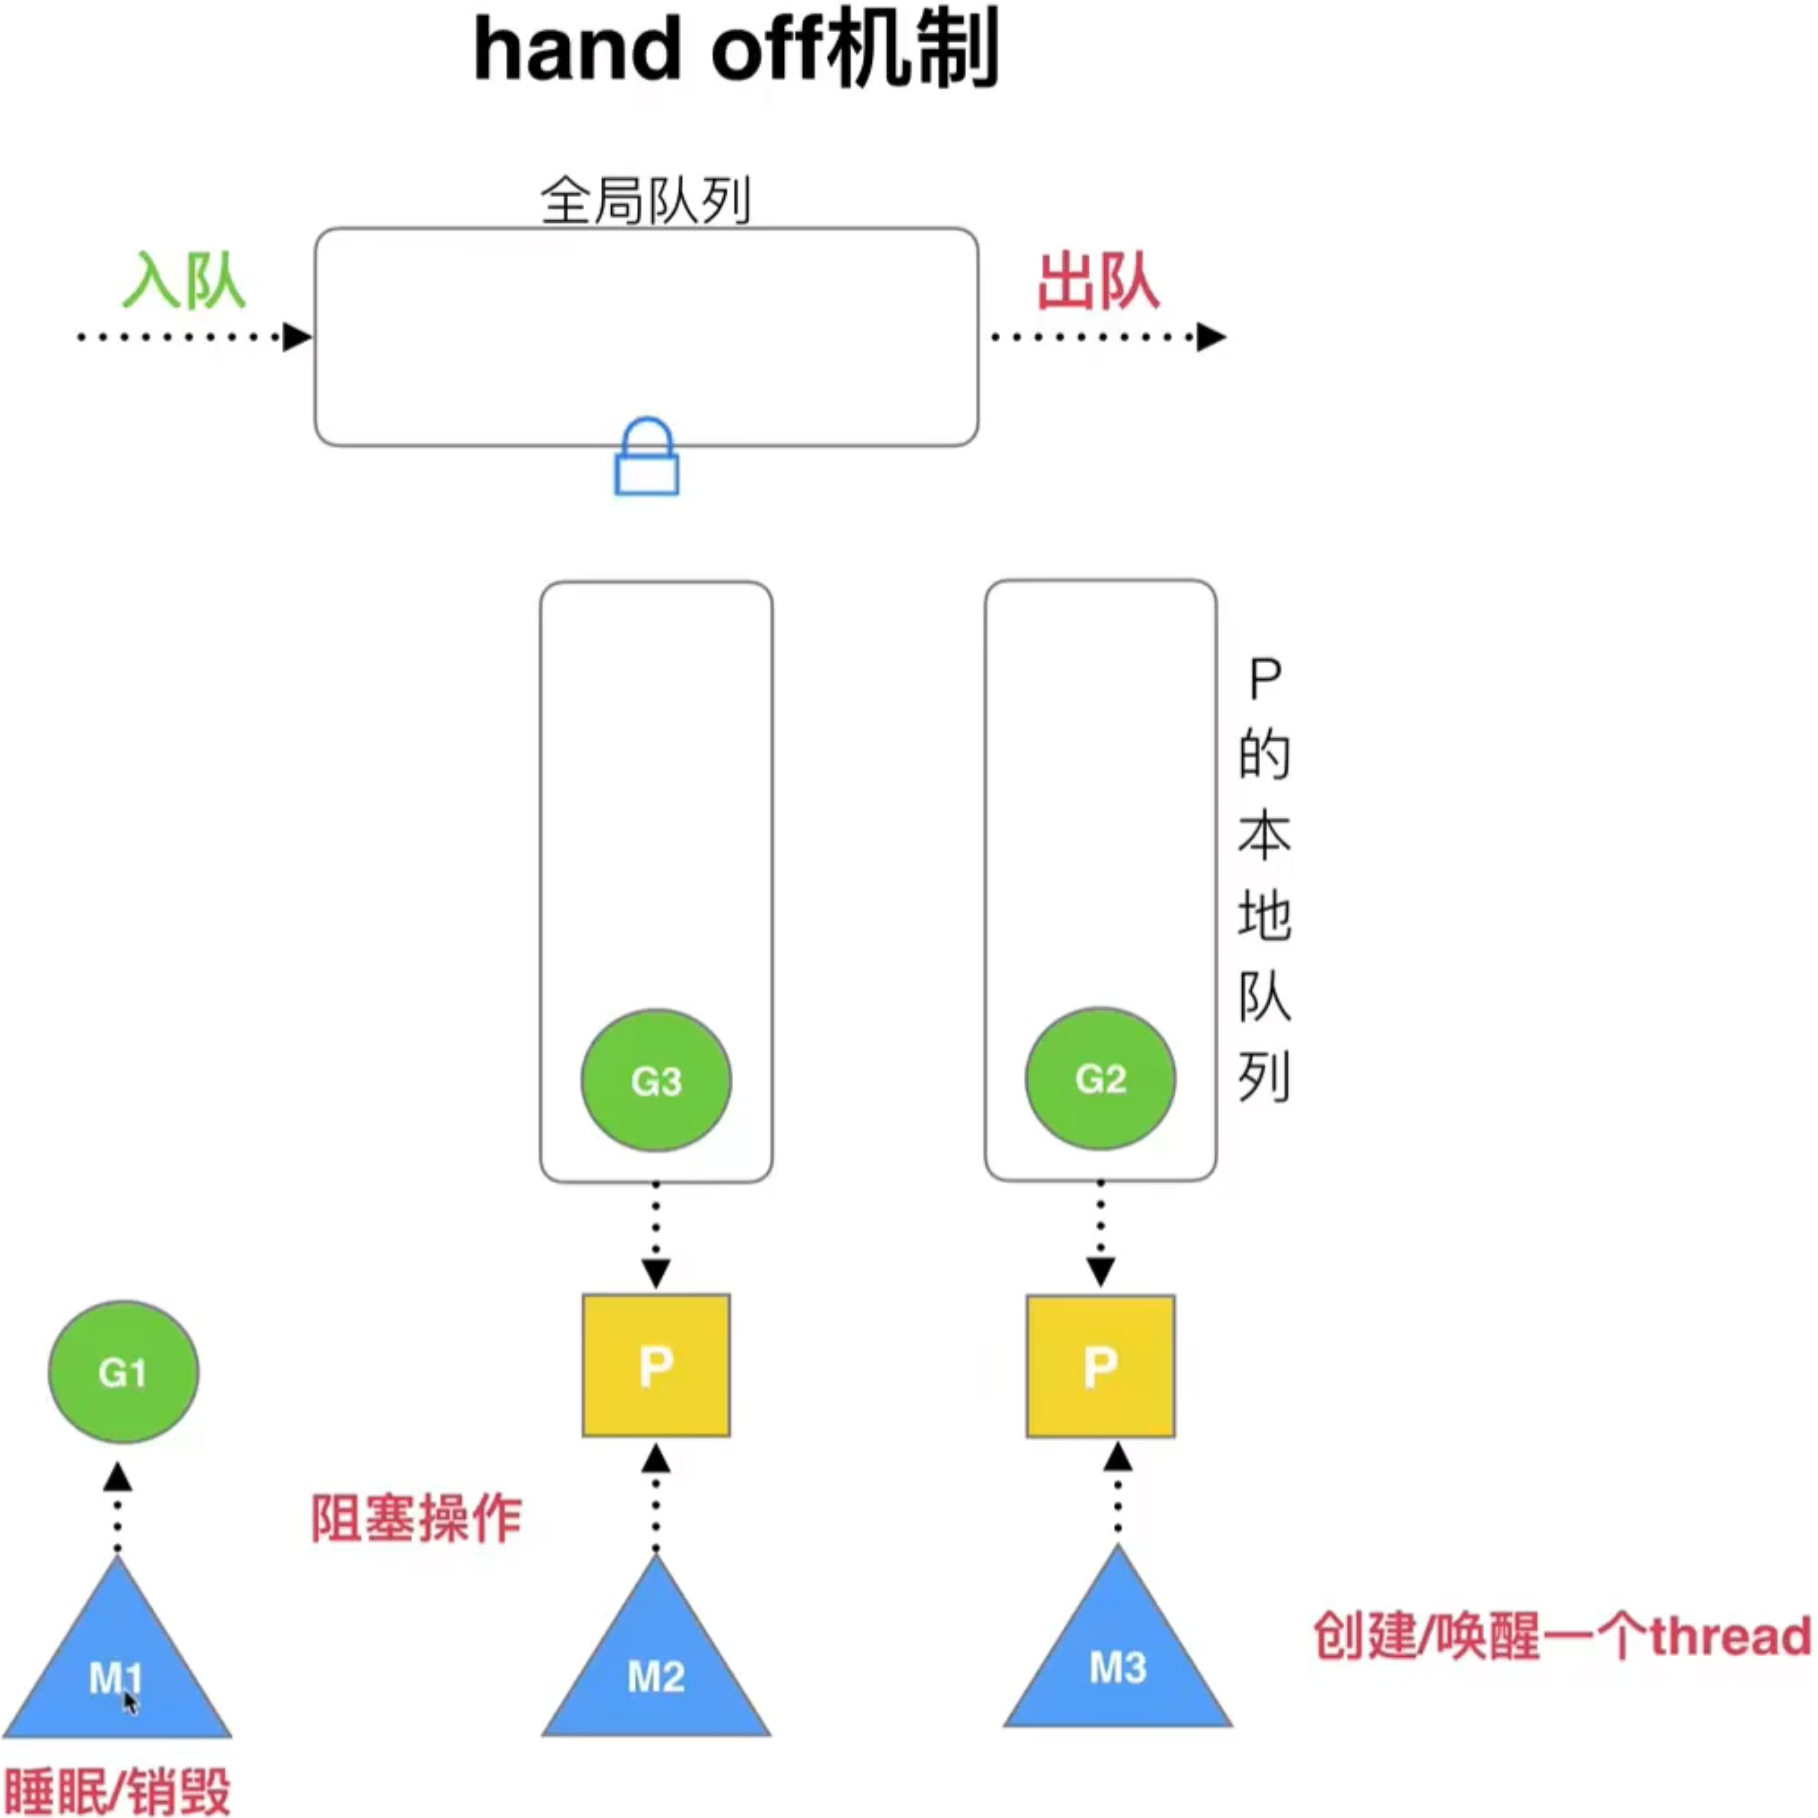 hand off机制
全局队列
入队
出队
P的本地队列
G3
G2
G1
P
P
阻塞操作
M1
M2
M3
创建/唤醒一个thread
睡眠/销毁